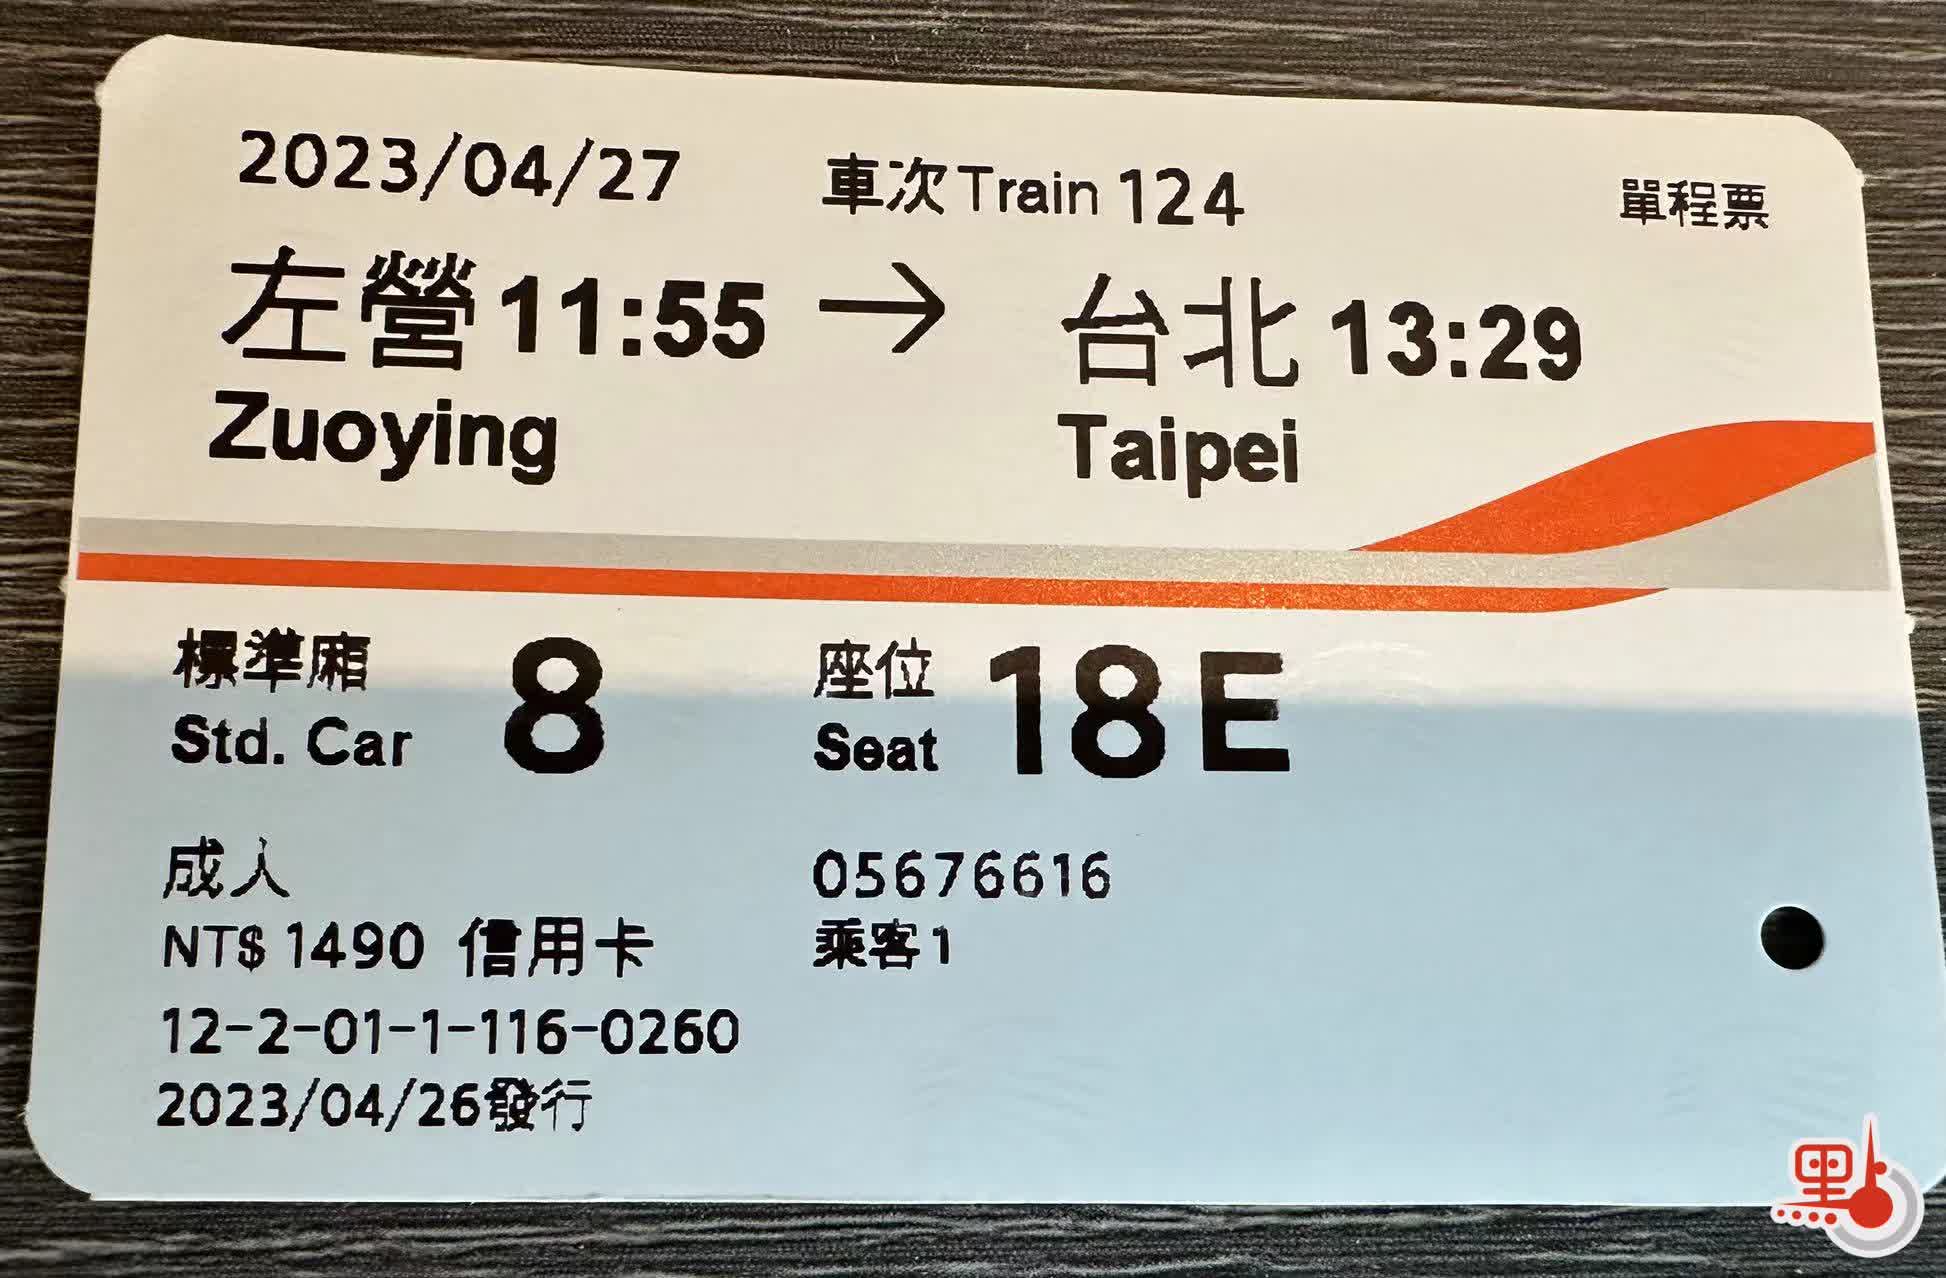 2023/04/27 車次Train 124 單程票
左營 11:55 → 台北 13:29
Zuoying Taipei
標準廂 8 座位 18E
Std. Car Seat
成人 05676616
NT$ 1490 信用卡 乘客1
12-2-01-1-116-0260
2023/04/26發行
點